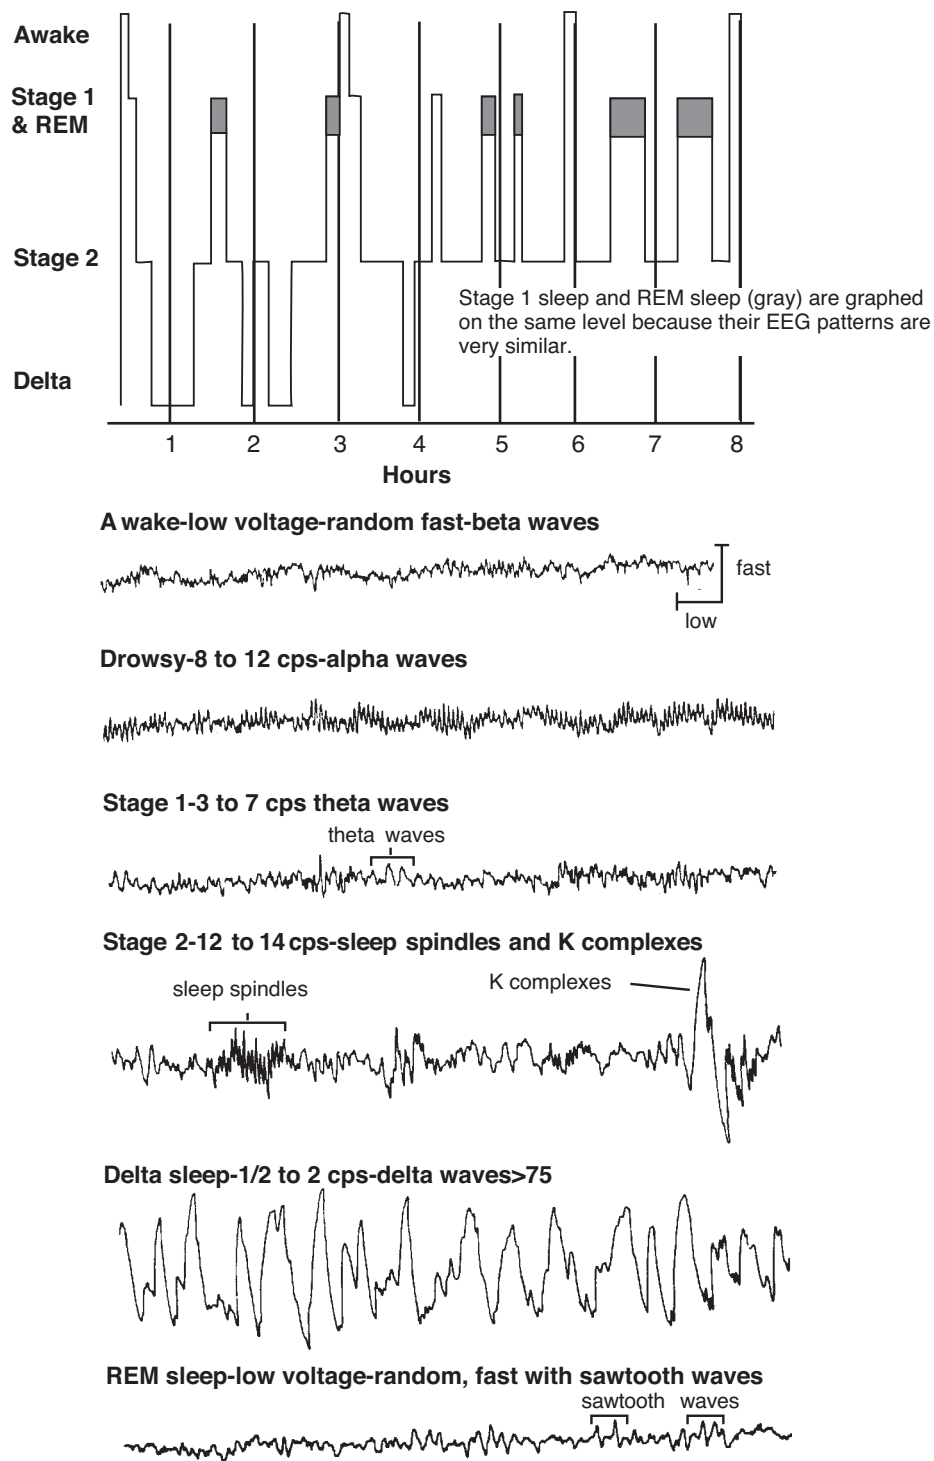 Awake
Stage 1
& REM
Stage 2
Stage 1 sleep and REM sleep (gray) are graphed
on the same level because their EEG patterns are
very similar.
Delta
1 2 3 4 5 6 7 8
Hours
A wake-low voltage-random fast-beta waves
fast
low
Drowsy-8 to 12 cps-alpha waves
Stage 1-3 to 7 cps theta waves
theta waves
Stage 2-12 to 14 cps-sleep spindles and K complexes
sleep spindles
K complexes
Delta sleep-1/2 to 2 cps-delta waves>75
REM sleep-low voltage-random, fast with sawtooth waves
sawtooth waves